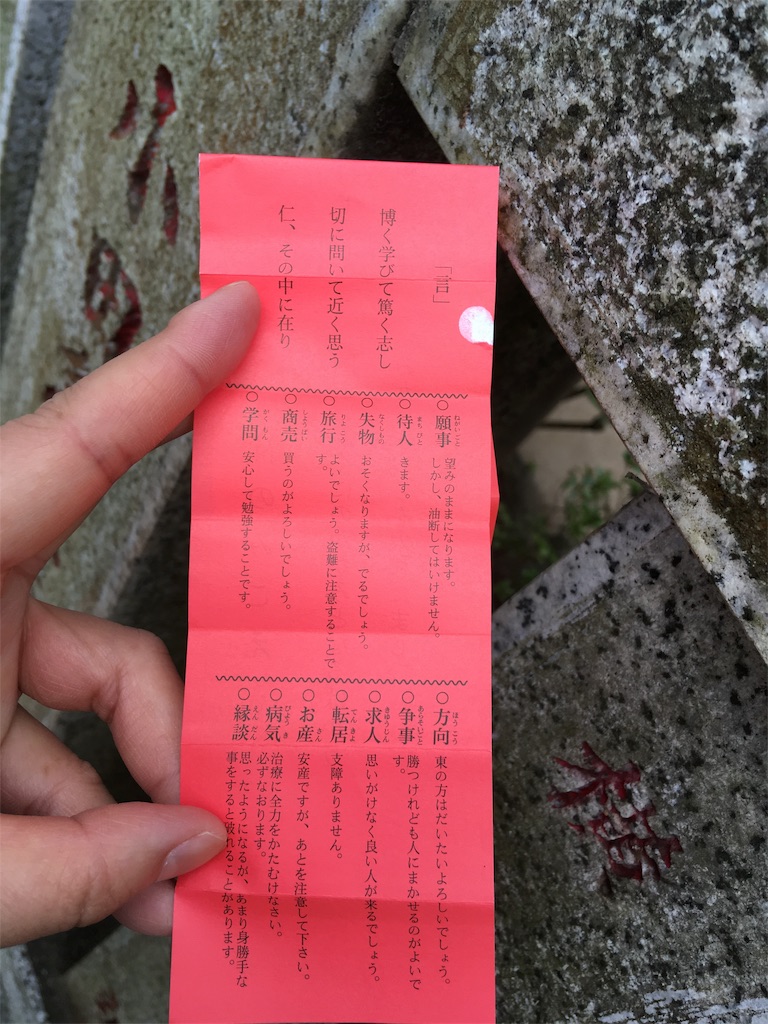 「言」
博く学びて篤く志し
切に問いて近く思う
仁、その中に在り
○願事 望みのままになります。
しかし、油断してはいけません。
○待人 きます。
○失物 おそくなりますが、でるでしょう。
○旅行 よいでしょう。盗難に注意することで
す。
○商売 買うのがよろしいでしょう。
○学問 安心して勉強することです。
○方向 東の方はだいたいよろしいでしょう。
○争事 勝つけれども人にまかせるのがよいで
す。
○求人 思いがけなく良い人が来るでしょう。
○転居 支障ありません。
○お産 安産ですが、あとを注意して下さい。
○病気 治療に全力をかたむけなさい。
必ずなおります。
○縁談 思ったようになるが、あまり身勝手な
事をすると破れることがあります。